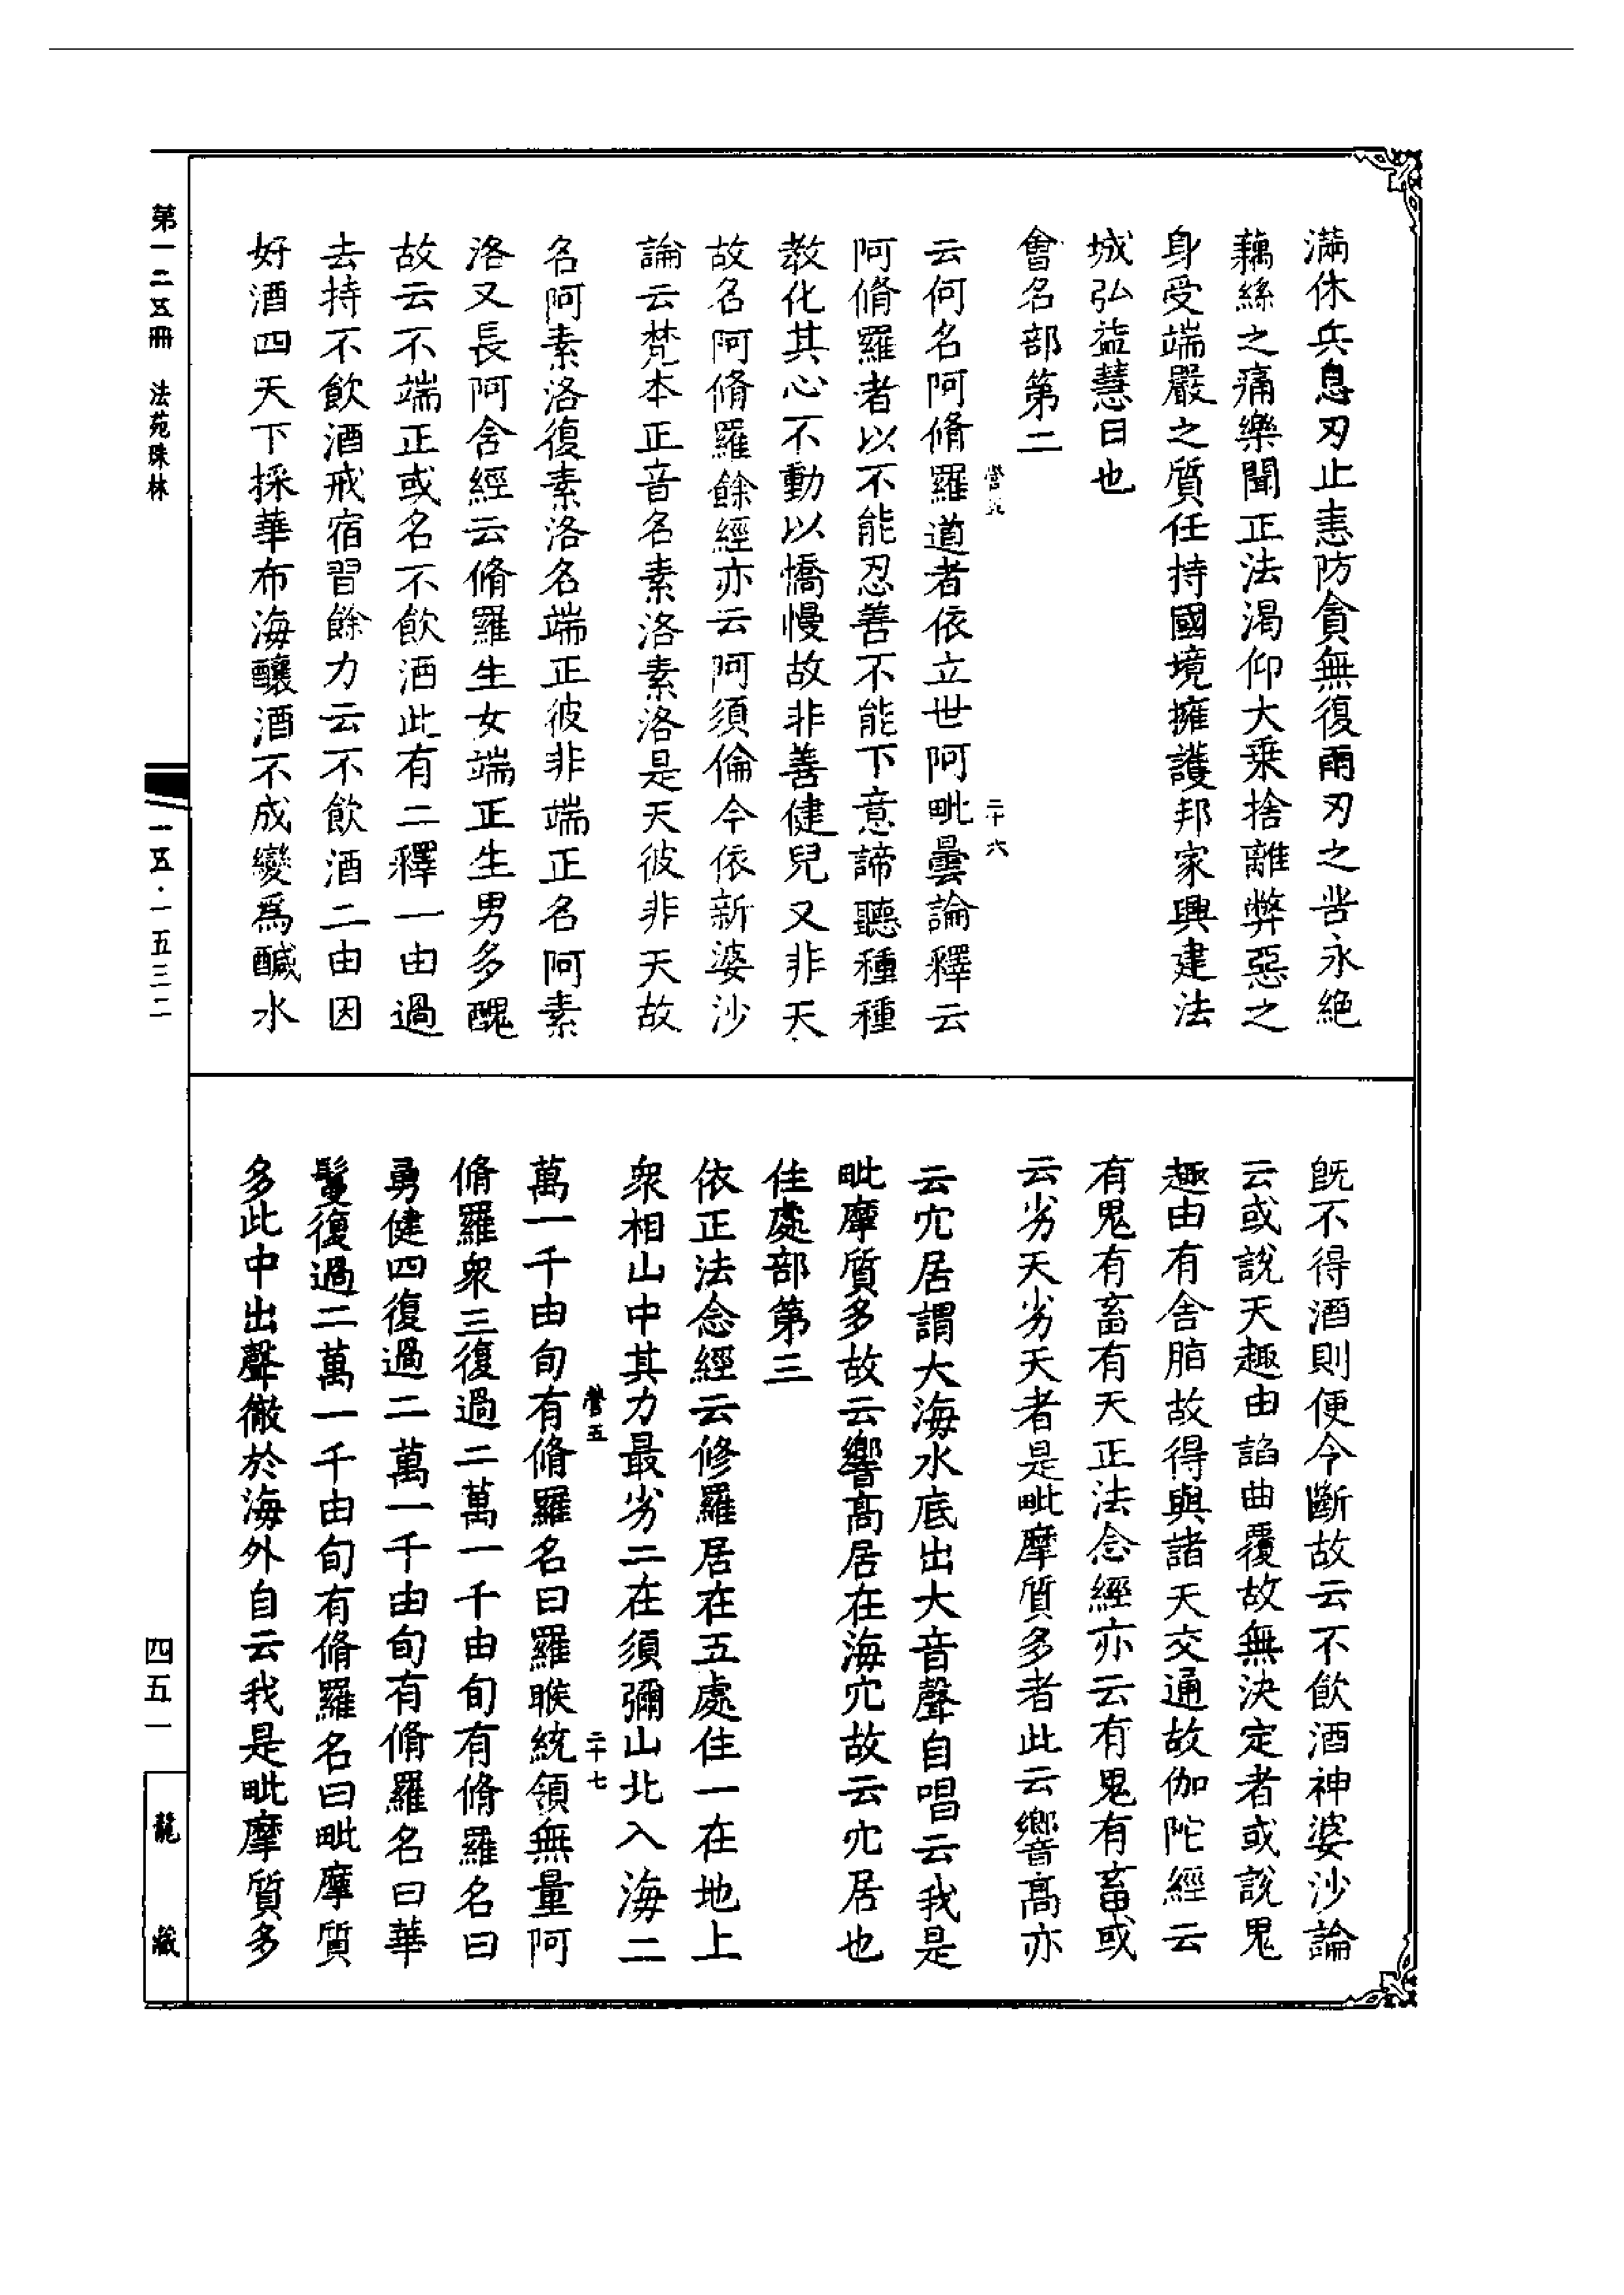 滿休兵息刃止恚防貪無復雨刃之苦永絕
藕絲之痛樂聞正法渴仰大乘捨離弊惡之
身受端嚴之質任持國境擁護邦家興建法
城弘益慧日也
會名部第二
二十六
云何名阿脩羅道者依立世阿毗曇論釋云
阿脩羅者以不能忍善不能下意諦聽種種
教化其心不動以憍慢故非善健兒又非天
故名阿脩羅餘經亦云阿須倫今依新婆沙
論云梵本正音名素洛素洛是天彼非天故
名阿素洛復素洛名端正彼非端正名阿素
洛又長阿含經云脩羅生女端正生男多醜
故云不端正或名不飲酒此有二釋一由過
去持不飲酒戒宿習餘力云不飲酒二由因
好酒四天下採華布海釀酒不成變爲鹹水
旣不得酒則便令斷故云不飲酒神婆沙論
云或說天趣由諂曲覆故無決定者或說鬼
趣由有舍脂故得與諸天交通故伽陀經云
有鬼有畜有天正法念經亦云有鬼有畜或
云劣天劣天者是毗摩質多者此云響高亦
云穴居謂大海水底出大音聲自唱云我是
毗摩質多故云響高居在海穴故云穴居也
住處部第三
依正法念經云修羅居在五處住一在地上
衆相山中其力最劣二在須彌山北入海二
營五 二十七
萬一千由旬有脩羅名曰羅睺統領無量阿
脩羅衆三復過二萬一千由旬有脩羅名曰
勇健四復過二萬一千由旬有脩羅名曰華
鬘復過二萬一千由旬有脩羅名曰毗摩質
多此中出聲徹於海外自云我是毗摩質多
第一二五冊 法苑珠林
一五·一五三二
四五一
龍藏